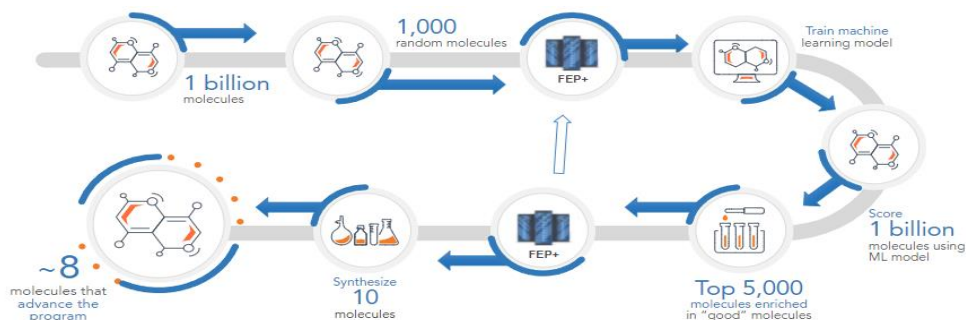 1 billion
molecules
1,000
random molecules
FEP+
Train machine
learning model
Score
1 billion
molecules using
ML model
Top 5,000
molecules enriched
in "good" molecules
FEP+
Synthesize
10
molecules
~8
molecules that
advance the
program